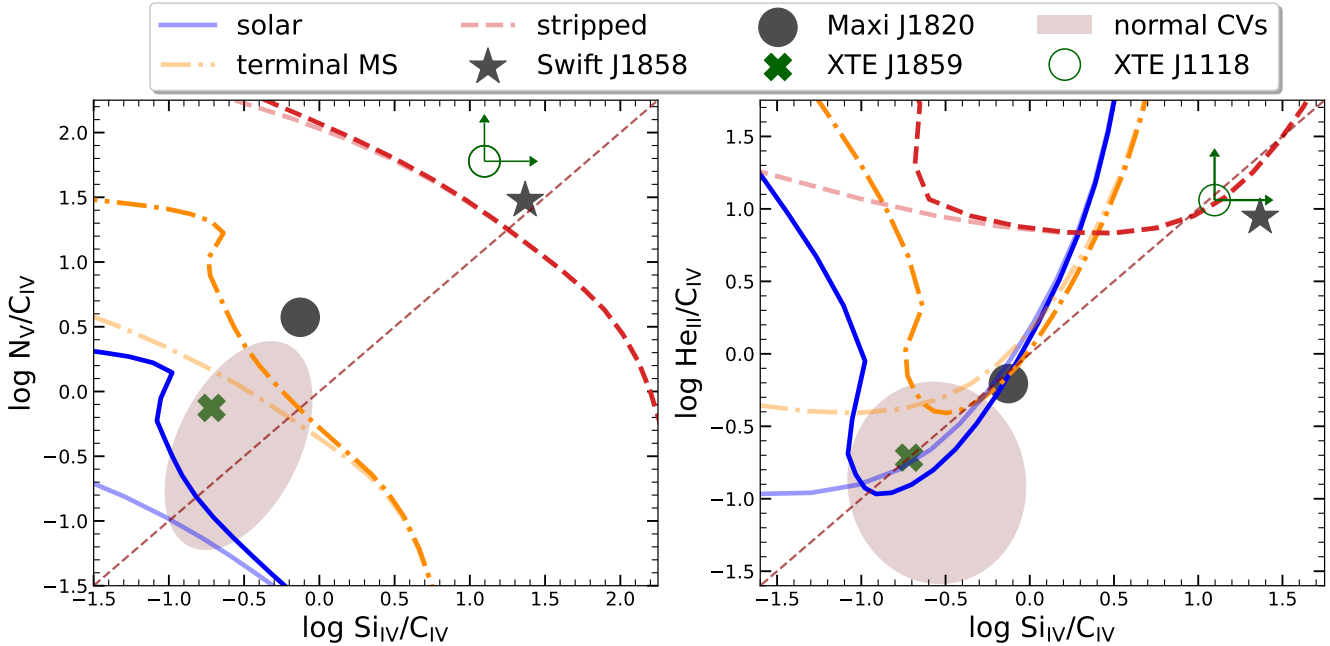 solar stripped Maxi J1820 normal CVs
terminal MS Swift J1858 XTE J1859 XTE J1118
log N_V/C_IV
2.0
1.5
1.0
0.5
0.0
−0.5
−1.0
−1.5
−1.5 −1.0 −0.5 0.0 0.5 1.0 1.5 2.0
log Si_IV/C_IV
log He_II/C_IV
1.5
1.0
0.5
0.0
−0.5
−1.0
−1.5
−1.5 −1.0 −0.5 0.0 0.5 1.0 1.5
log Si_IV/C_IV